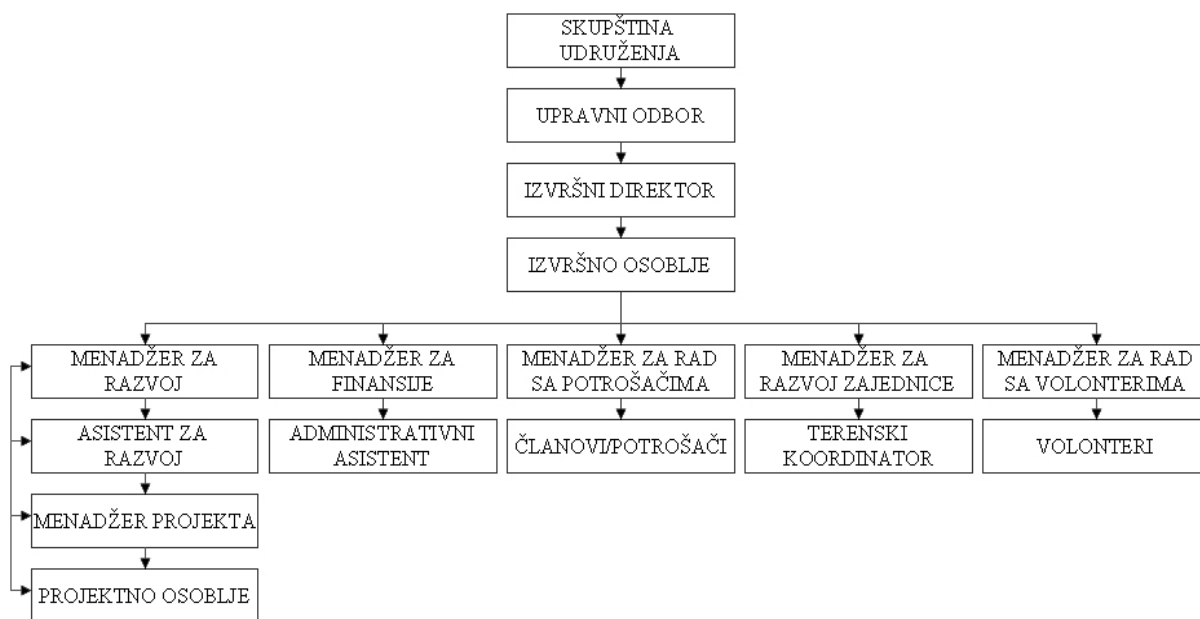 SKUPŠTINA
UDRUŽENJA
UPRAVNI ODBOR
IZVRŠNI DIREKTOR
IZVRŠNO OSOBLJE
MENADŽER ZA
RAZVOJ
MENADŽER ZA
FINANSIJE
MENADŽER ZA RAD
SA POTROŠAČIMA
MENADŽER ZA
RAZVOJ ZAJEDNICE
MENADŽER ZA RAD
SA VOLONTERIMA
ASISTENT ZA
RAZVOJ
ADMINISTRATIVNI
ASISTENT
ČLANOVI/POTROŠAČI
TERENSKI
KOORDINATOR
VOLONTERI
MENADŽER PROJEKTA
PROJEKTNO OSOBLJE